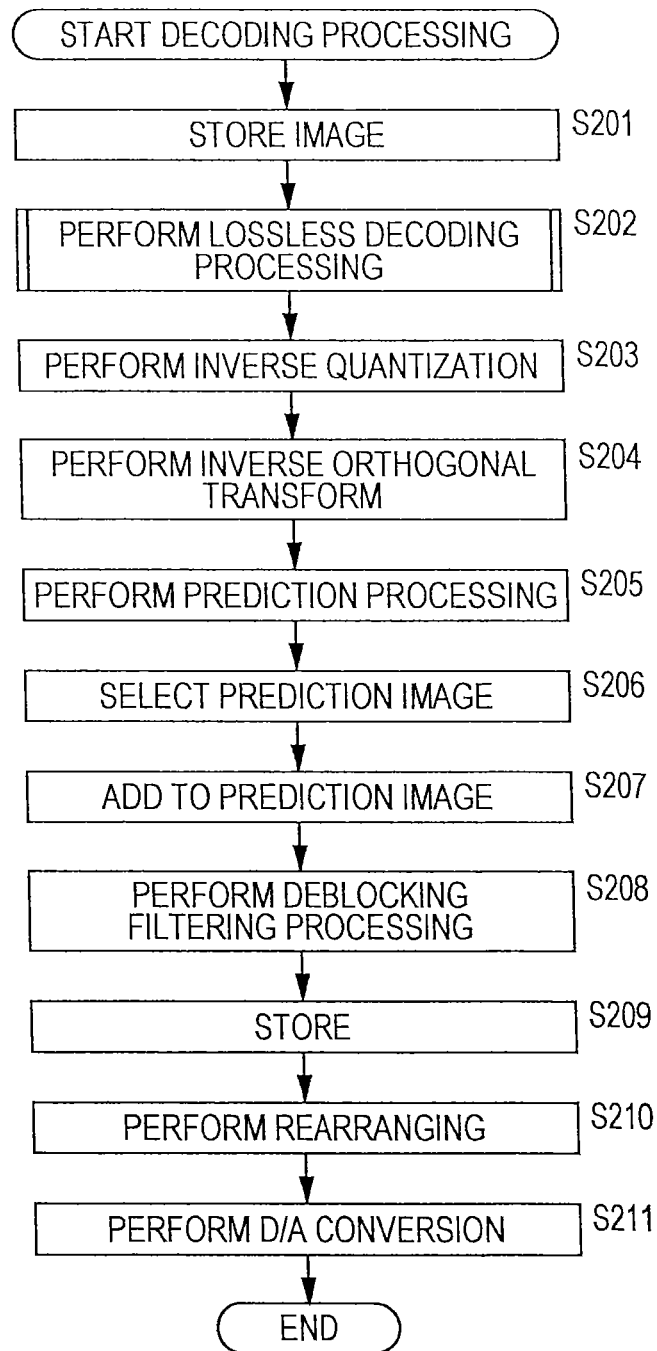 START DECODING PROCESSING
STORE IMAGE
S201
PERFORM LOSSLESS DECODING
PROCESSING
S202
PERFORM INVERSE QUANTIZATION
S203
PERFORM INVERSE ORTHOGONAL
TRANSFORM
S204
PERFORM PREDICTION PROCESSING
S205
SELECT PREDICTION IMAGE
S206
ADD TO PREDICTION IMAGE
S207
PERFORM DEBLOCKING
FILTERING PROCESSING
S208
STORE
S209
PERFORM REARRANGING
S210
PERFORM D/A CONVERSION
S211
END